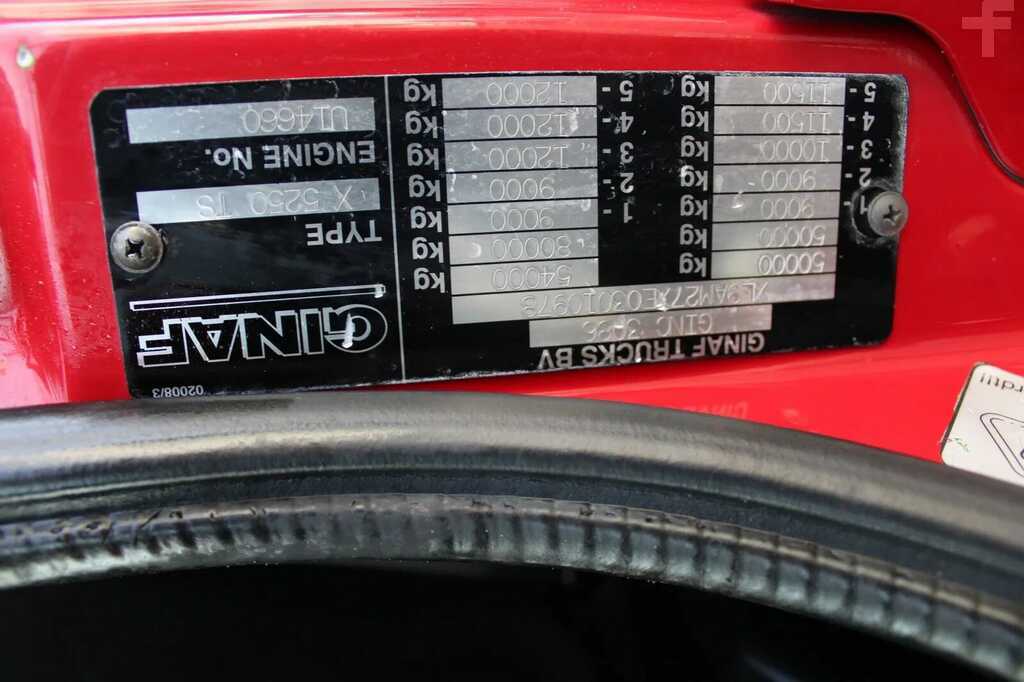 GINAF TRUCKS BV
50000 kg 54000 kg
50000 kg 80000 kg
1 - 9000 kg 1 - 9000 kg
2 - 9000 kg 2 - 9000 kg
3 - 10000 kg 3 - 12000 kg
4 - 11500 kg 4 - 12000 kg
5 - 11500 kg 5 - 12000 kg
02008/3
GINAF
TYPE
X 5250 TS
ENGINE No.
U14660